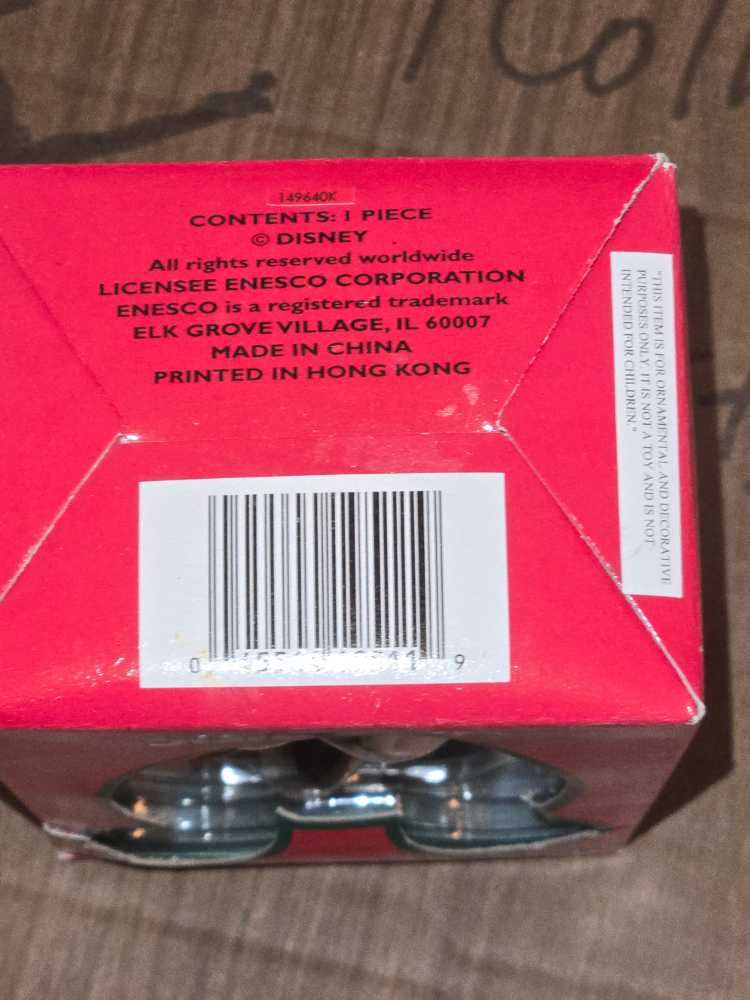 149640K
CONTENTS: 1 PIECE
© DISNEY
All rights reserved worldwide
LICENSEE ENESCO CORPORATION
ENESCO is a registered trademark
ELK GROVE VILLAGE, IL 60007
MADE IN CHINA
PRINTED IN HONG KONG
"THIS ITEM IS FOR ORNAMENTAL AND DECORATIVE
PURPOSES ONLY. IT IS NOT A TOY AND IS NOT
INTENDED FOR CHILDREN."
0 9